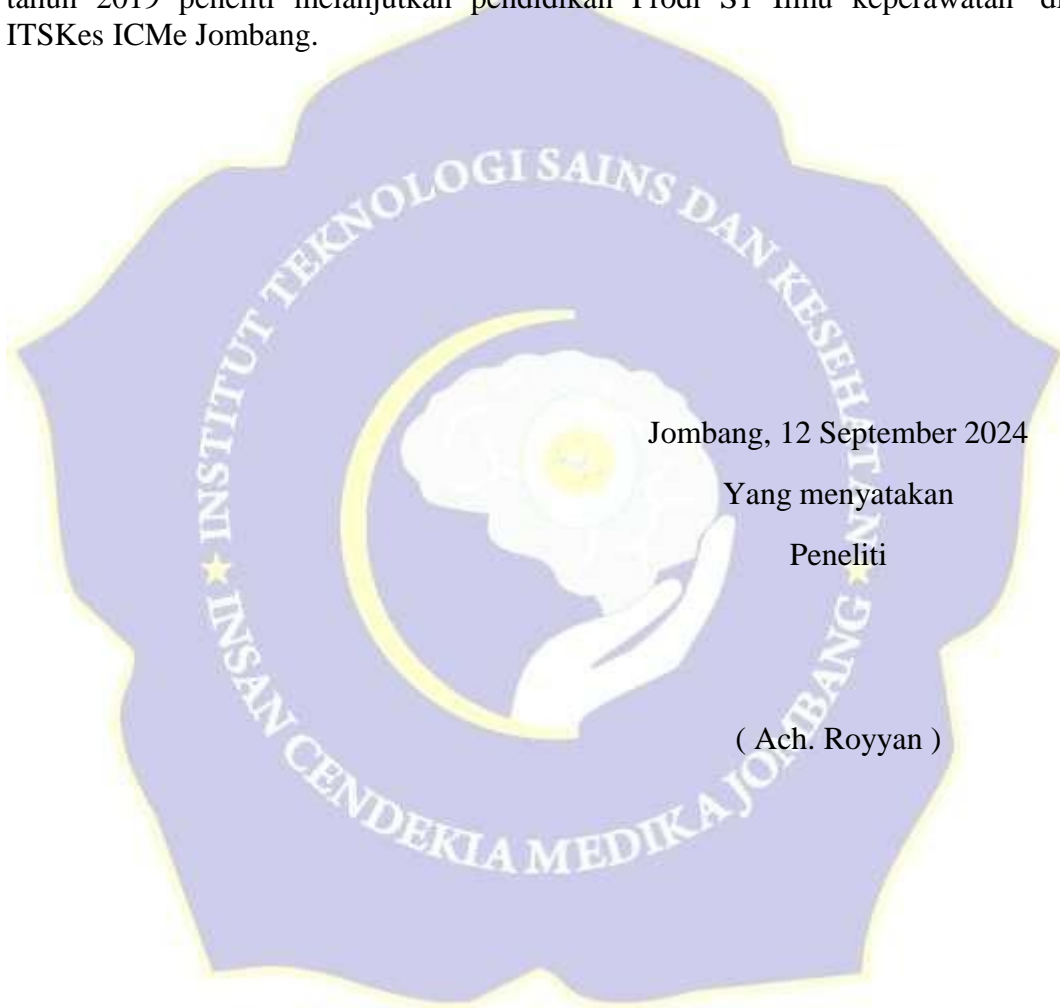 tahun 2019 peneliti melanjutkan pendidikan Prodi S1 Ilmu keperawatan di
ITSKes ICMe Jombang.
INSTITUT TEKNOLOGI SAINS DAN KESEHATAN
Jombang, 12 September 2024
Yang menyatakan
Peneliti
( Ach. Royyan )
INSAN CENDEKIA MEDIKA JOMBANG